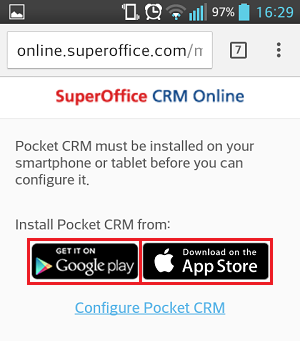 97% 16:29
online.superoffice.com/m
7
SuperOffice CRM Online
Pocket CRM must be installed on your
smartphone or tablet before you can
configure it.
Install Pocket CRM from:
GET IT ON
Google play
Download on the
App Store
Configure Pocket CRM